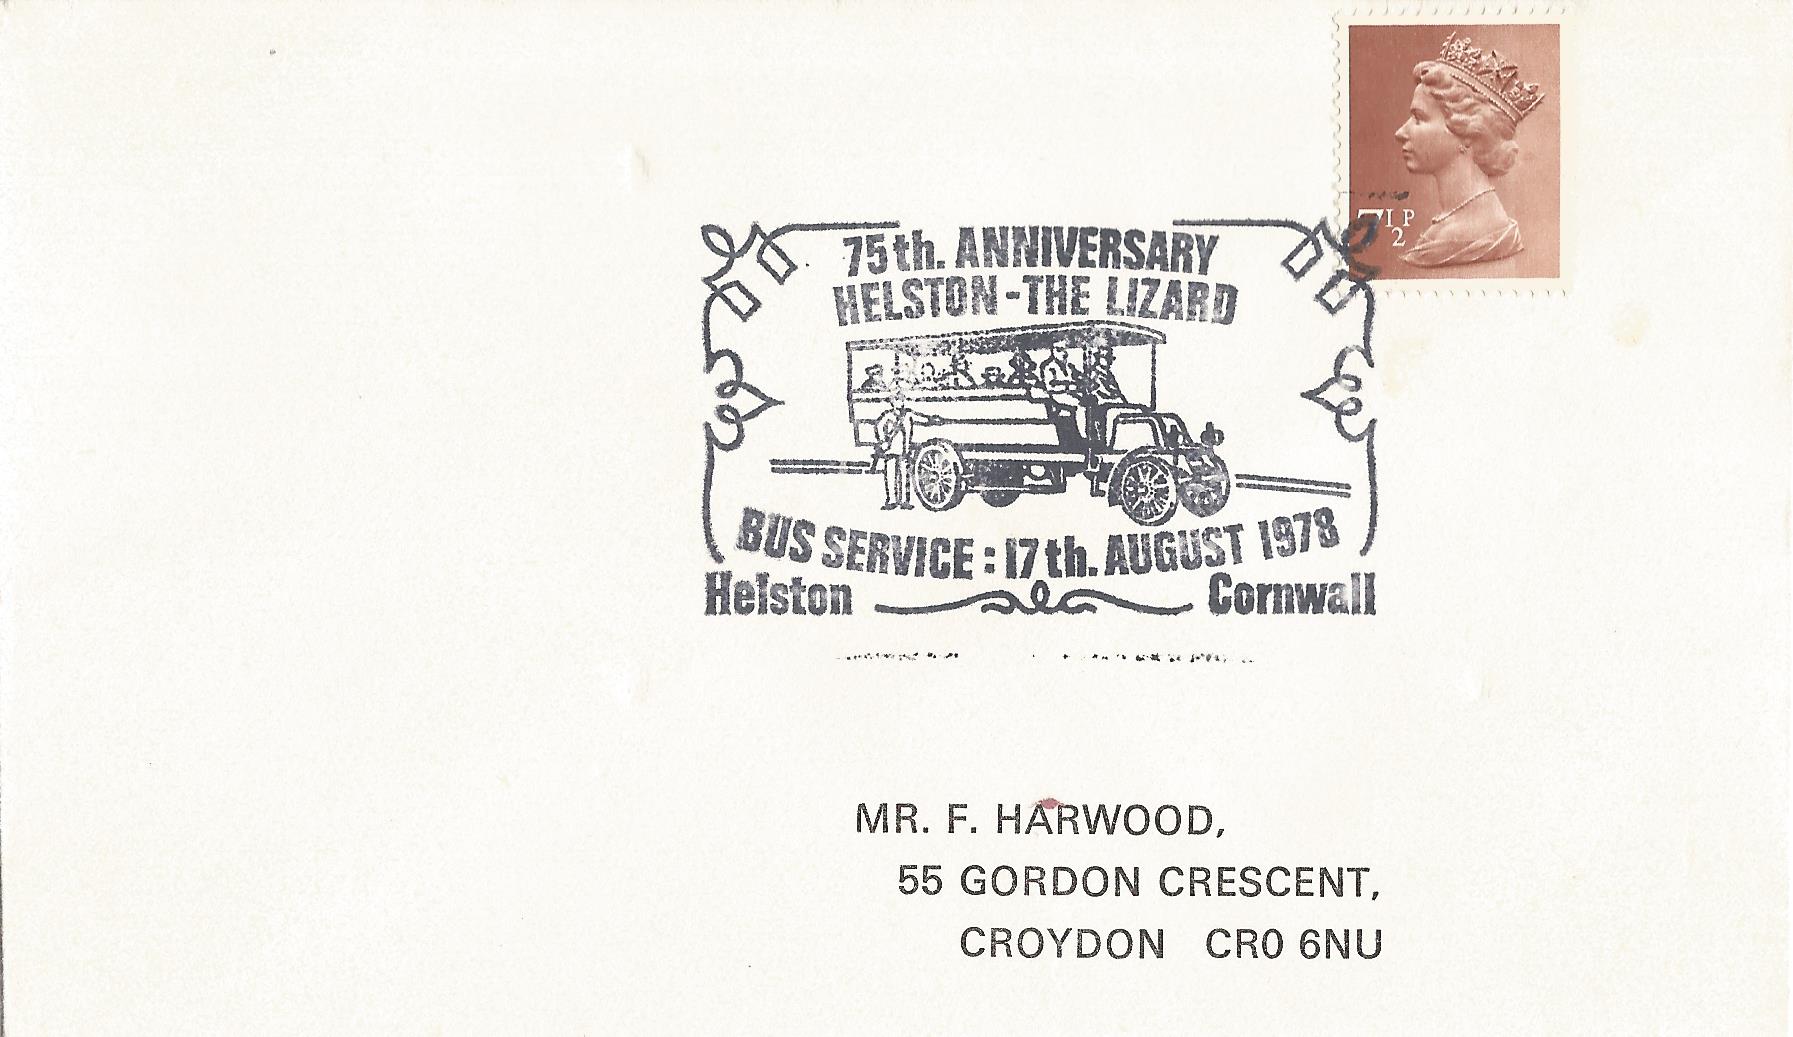 7½P
75th. ANNIVERSARY
HELSTON-THE LIZARD
BUS SERVICE: 17th. AUGUST 1978
Helston Cornwall
MR. F. HARWOOD,
55 GORDON CRESCENT,
CROYDON CR0 6NU